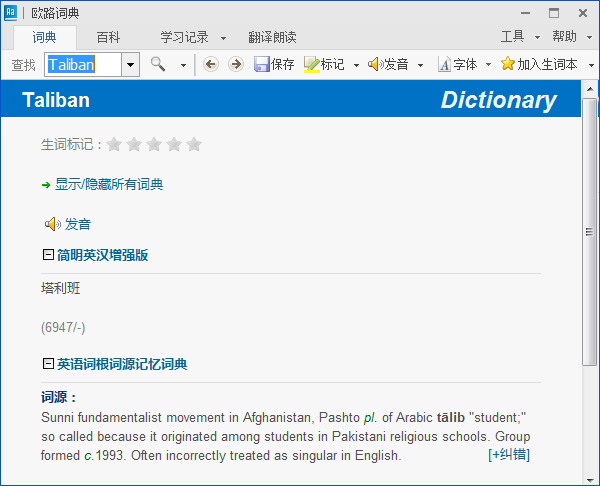 欧路词典
词典 百科 学习记录 翻译朗读 工具 帮助
查找 Taliban 保存 标记 发音 字体 加入生词本
Taliban Dictionary
生词标记：
显示/隐藏所有词典
发音
简明英汉增强版
塔利班
(6947/-)
英语词根词源记忆词典
词源：
Sunni fundamentalist movement in Afghanistan, Pashto pl. of Arabic tālib "student;"
so called because it originated among students in Pakistani religious schools. Group
formed c.1993. Often incorrectly treated as singular in English. [+纠错]